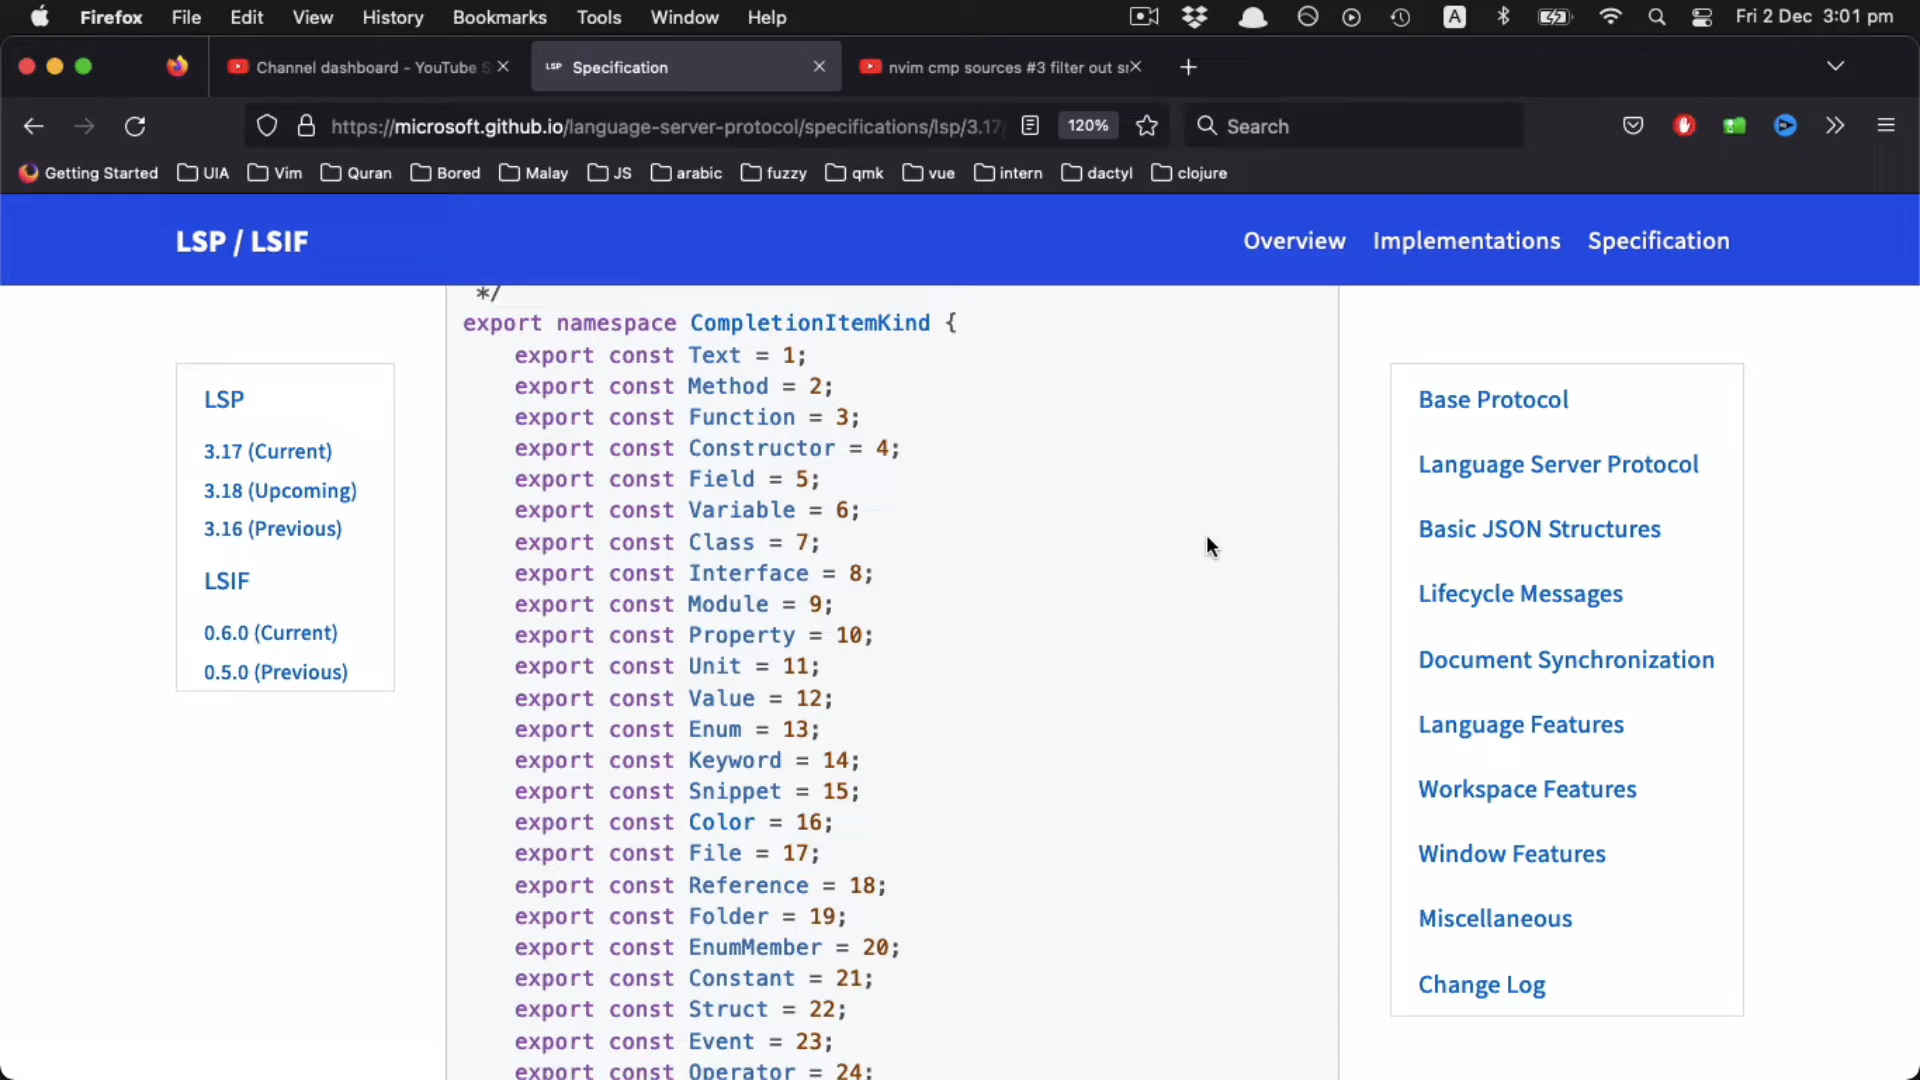 Firefox File Edit View History Bookmarks Tools Window Help A Fri 2 Dec 3:01 pm
Channel dashboard - YouTube S LSP Specification nvim cmp sources #3 filter out
https://microsoft.github.io/language-server-protocol/specifications/lsp/3.17/ 120% Search
Getting Started UIA Vim Quran Bored Malay JS arabic fuzzy qmk vue intern dactyl clojure
LSP / LSIF Overview Implementations Specification
LSP
3.17 (Current)
3.18 (Upcoming)
3.16 (Previous)
LSIF
0.6.0 (Current)
0.5.0 (Previous)
*/
export namespace CompletionItemKind {
export const Text = 1;
export const Method = 2;
export const Function = 3;
export const Constructor = 4;
export const Field = 5;
export const Variable = 6;
export const Class = 7;
export const Interface = 8;
export const Module = 9;
export const Property = 10;
export const Unit = 11;
export const Value = 12;
export const Enum = 13;
export const Keyword = 14;
export const Snippet = 15;
export const Color = 16;
export const File = 17;
export const Reference = 18;
export const Folder = 19;
export const EnumMember = 20;
export const Constant = 21;
export const Struct = 22;
export const Event = 23;
export const Operator = 24;
Base Protocol
Language Server Protocol
Basic JSON Structures
Lifecycle Messages
Document Synchronization
Language Features
Workspace Features
Window Features
Miscellaneous
Change Log